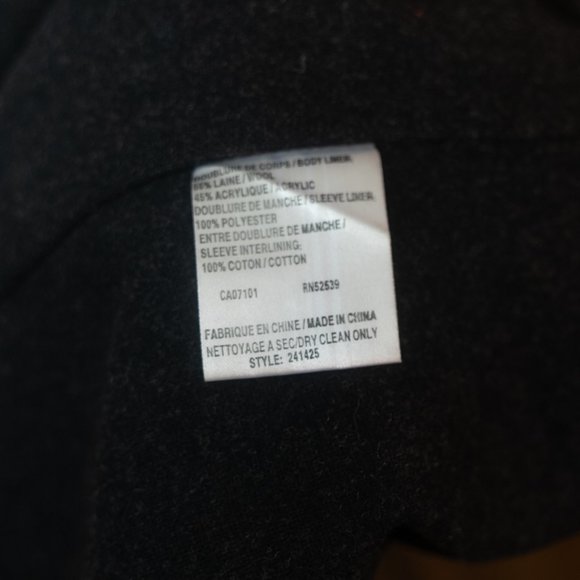 DOUBLURE DE CORPS / BODY LINER
LAINE / WOOL
45% ACRYLIQUE / ACRYLIC
DOUBLURE DE MANCHE / SLEEVE LINER
100% POLYESTER
ENTRE DOUBLURE DE MANCHE /
SLEEVE INTERLINING:
100% COTON / COTTON
CA07101 RN52539
FABRIQUE EN CHINE / MADE IN CHINA
NETTOYAGE A SEC/DRY CLEAN ONLY
STYLE: 241425